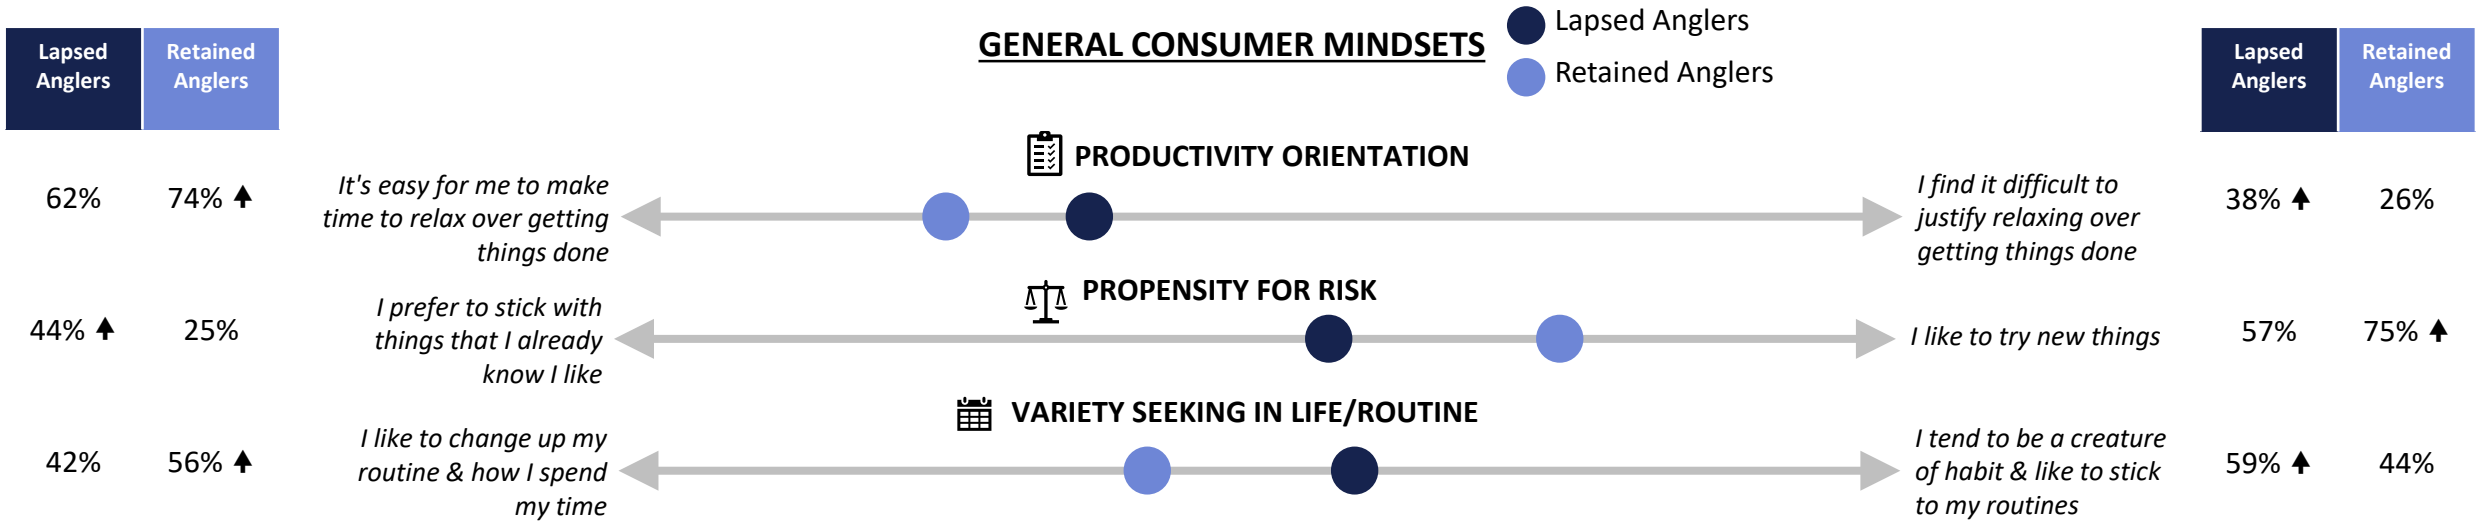 GENERAL CONSUMER MINDSETS
Lapsed Anglers
Retained Anglers
Lapsed
Anglers
Retained
Anglers
Lapsed
Anglers
Retained
Anglers
PRODUCTIVITY ORIENTATION
62%
74%
It's easy for me to make
time to relax over getting
things done
I find it difficult to
justify relaxing over
getting things done
38%
26%
PROPENSITY FOR RISK
44%
25%
I prefer to stick with
things that I already
know I like
I like to try new things
57%
75%
VARIETY SEEKING IN LIFE/ROUTINE
42%
56%
I like to change up my
routine & how I spend
my time
I tend to be a creature
of habit & like to stick
to my routines
59%
44%